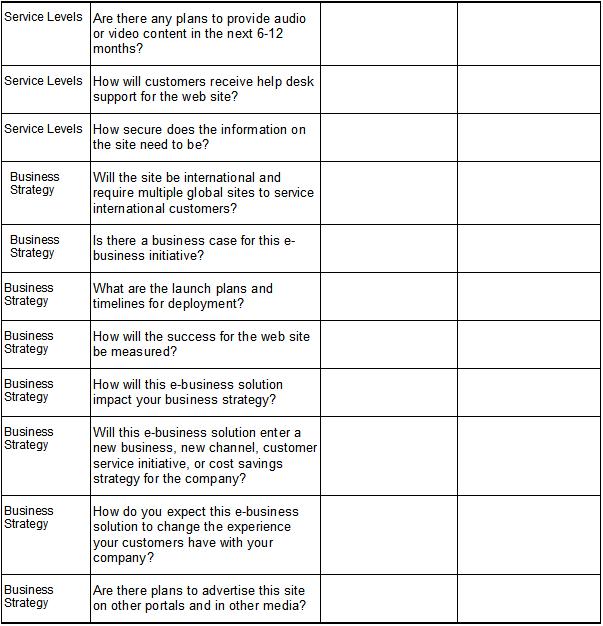 Service Levels
Are there any plans to provide audio
or video content in the next 6-12
months?
Service Levels
How will customers receive help desk
support for the web site?
Service Levels
How secure does the information on
the site need to be?
Business
Strategy
Will the site be international and
require multiple global sites to service
international customers?
Business
Strategy
Is there a business case for this e-
business initiative?
Business
Strategy
What are the launch plans and
timelines for deployment?
Business
Strategy
How will the success for the web site
be measured?
Business
Strategy
How will this e-business solution
impact your business strategy?
Business
Strategy
Will this e-business solution enter a
new business, new channel, customer
service initiative, or cost savings
strategy for the company?
Business
Strategy
How do you expect this e-business
solution to change the experience
your customers have with your
company?
Business
Strategy
Are there plans to advertise this site
on other portals and in other media?